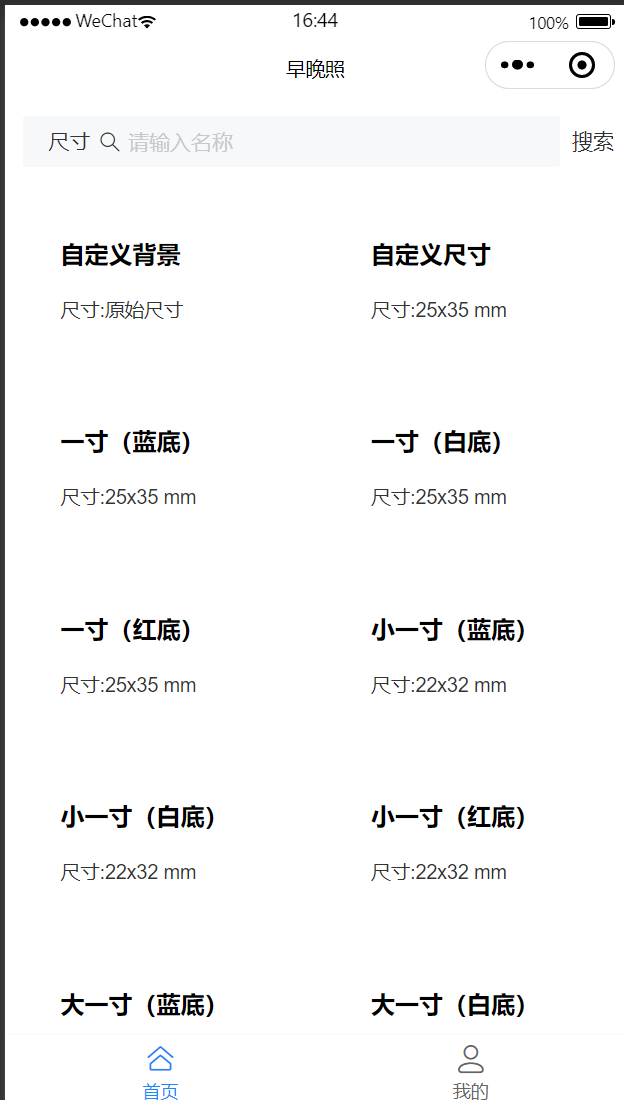 WeChat 16:44 100%
早晚照
尺寸 请输入名称 搜索
自定义背景 自定义尺寸
尺寸:原始尺寸 尺寸:25x35 mm
一寸（蓝底） 一寸（白底）
尺寸:25x35 mm 尺寸:25x35 mm
一寸（红底） 小一寸（蓝底）
尺寸:25x35 mm 尺寸:22x32 mm
小一寸（白底） 小一寸（红底）
尺寸:22x32 mm 尺寸:22x32 mm
大一寸（蓝底） 大一寸（白底）
首页 我的